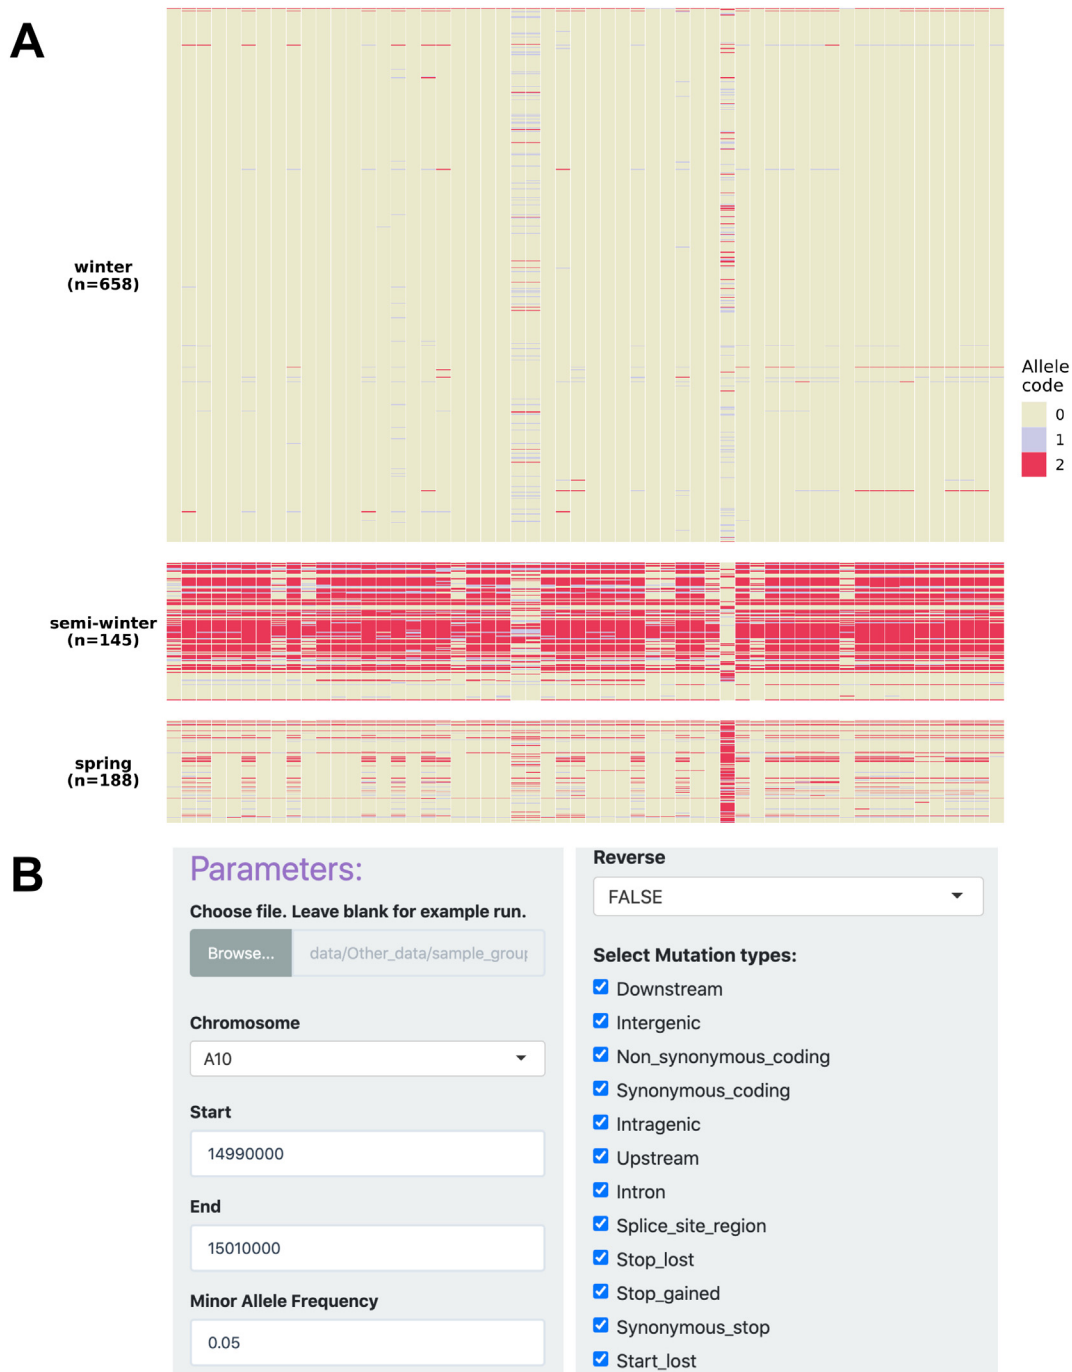 A
winter
(n=658)
Allele
code
0
1
2
semi-winter
(n=145)
spring
(n=188)
B
Parameters:
Choose file. Leave blank for example run.
Browse... data/Other_data/sample_group
Chromosome
A10
Start
14990000
End
15010000
Minor Allele Frequency
0.05
Reverse
FALSE
Select Mutation types:
Downstream
Intergenic
Non_synonymous_coding
Synonymous_coding
Intragenic
Upstream
Intron
Splice_site_region
Stop_lost
Stop_gained
Synonymous_stop
Start_lost